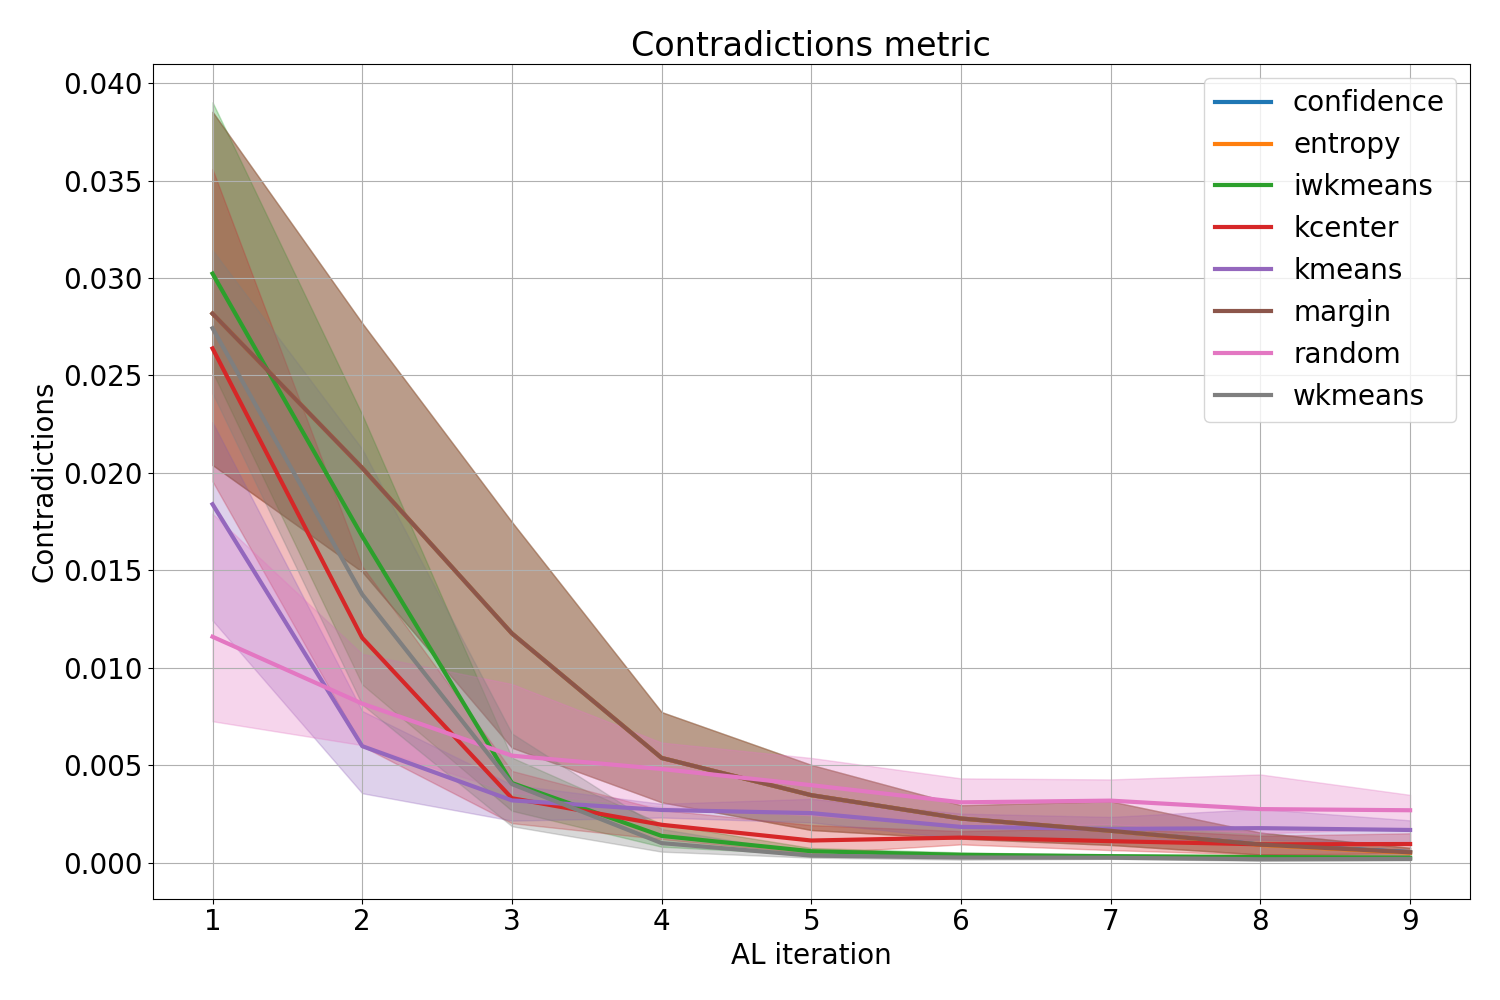 Contradictions metric
0.040
0.035
0.030
0.025
0.020
0.015
0.010
0.005
0.000
Contradictions
confidence
entropy
iwkmeans
kcenter
kmeans
margin
random
wkmeans
1 2 3 4 5 6 7 8 9
AL iteration